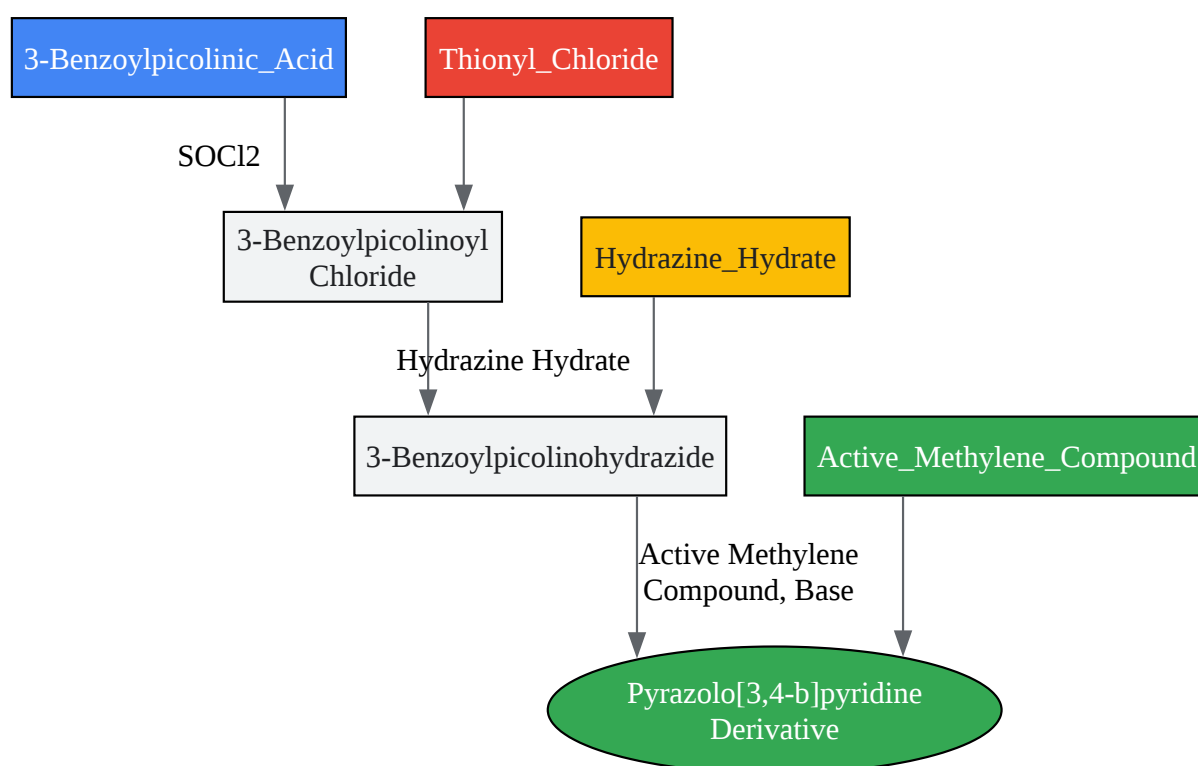 3-Benzoylpicolinic_Acid
Thionyl_Chloride
SOCl2
3-Benzoylpicolinoyl
Chloride
Hydrazine_Hydrate
Hydrazine Hydrate
3-Benzoylpicolinohydrazide
Active_Methylene_Compound
Active Methylene
Compound, Base
Pyrazolo[3,4-b]pyridine
Derivative